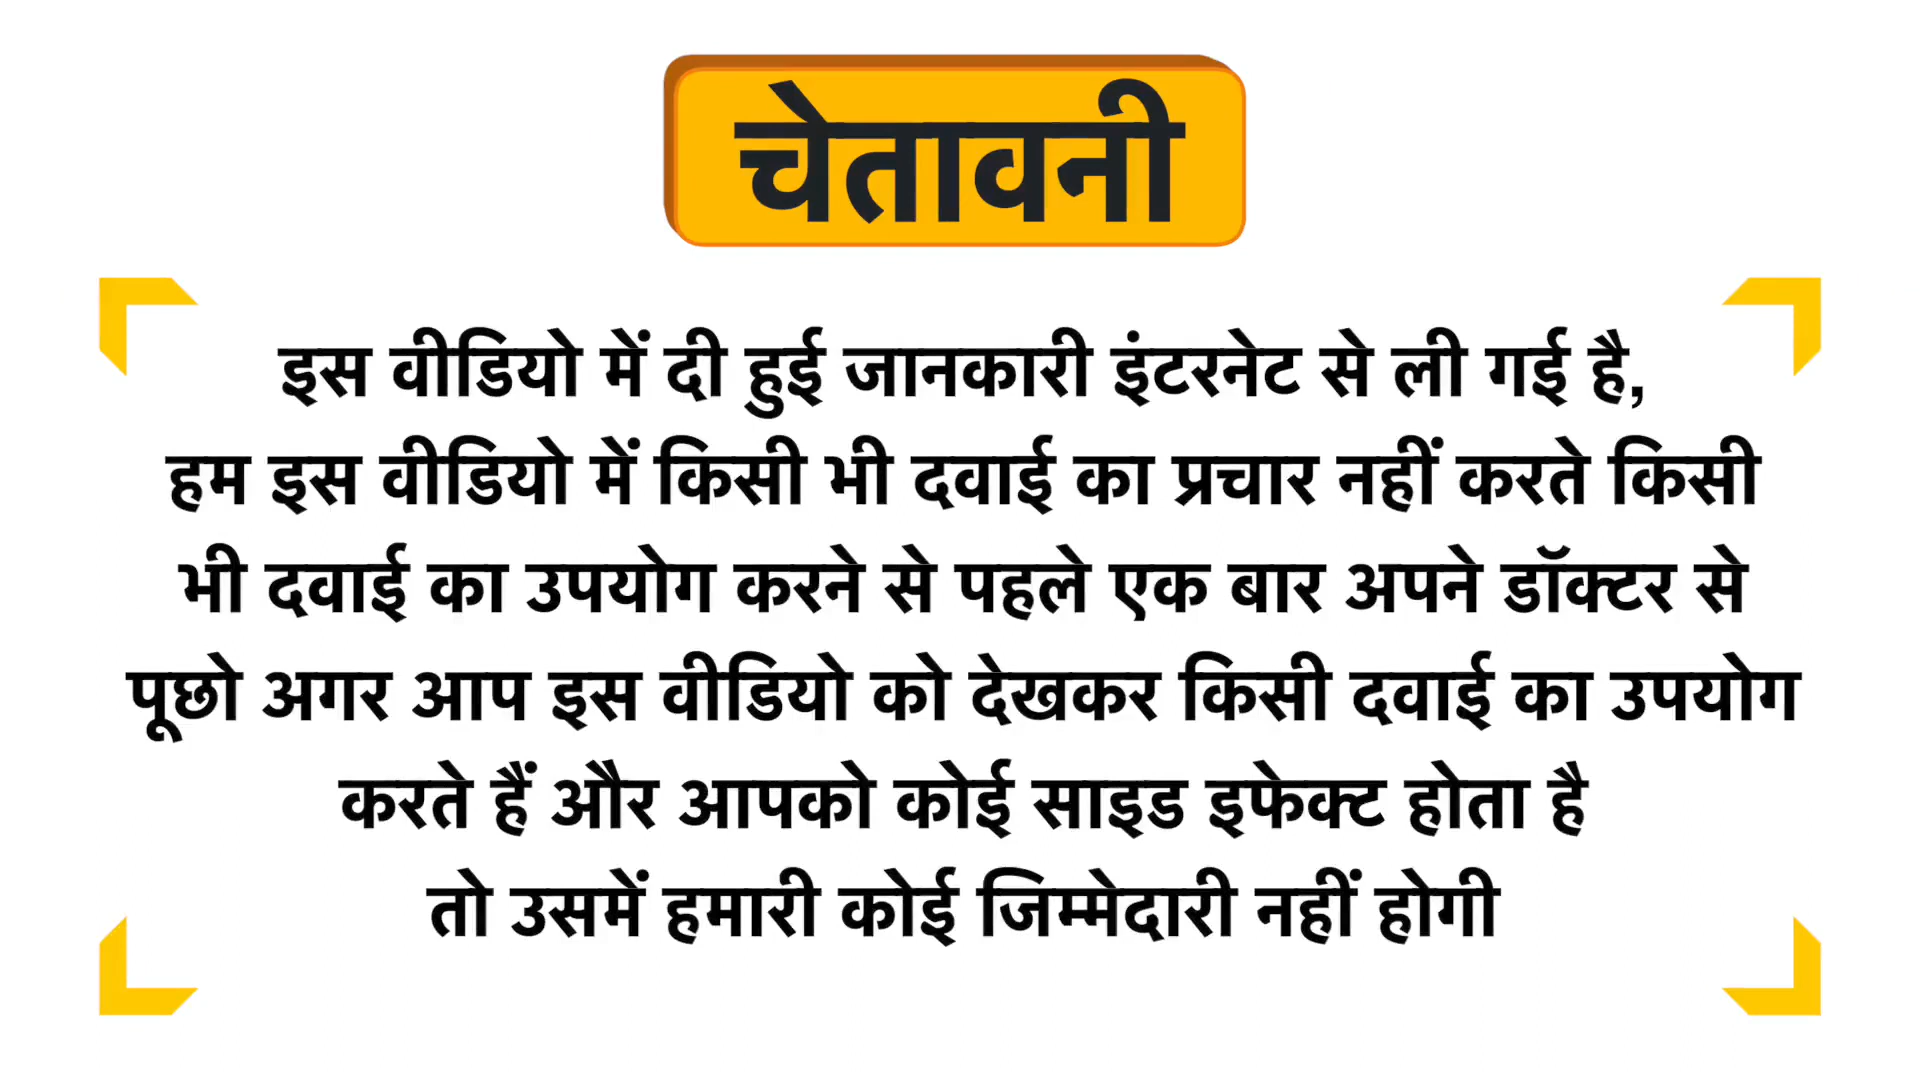 चेतावनी
इस वीडियो में दी हुई जानकारी इंटरनेट से ली गई है,
हम इस वीडियो में किसी भी दवाई का प्रचार नहीं करते किसी
भी दवाई का उपयोग करने से पहले एक बार अपने डॉक्टर से
पूछो अगर आप इस वीडियो को देखकर किसी दवाई का उपयोग
करते हैं और आपको कोई साइड इफेक्ट होता है
तो उसमें हमारी कोई जिम्मेदारी नहीं होगी